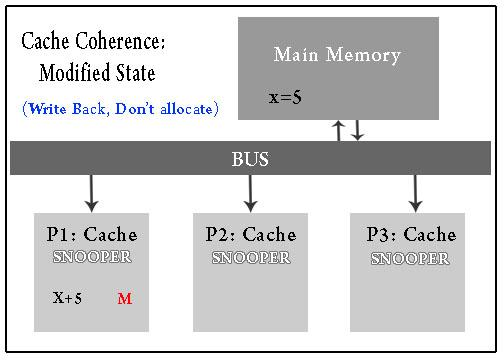 Cache Coherence:
Modified State
(Write Back, Don't allocate)
Main Memory
x=5
BUS
P1: Cache
SNOOPER
X+5 M
P2: Cache
SNOOPER
P3: Cache
SNOOPER